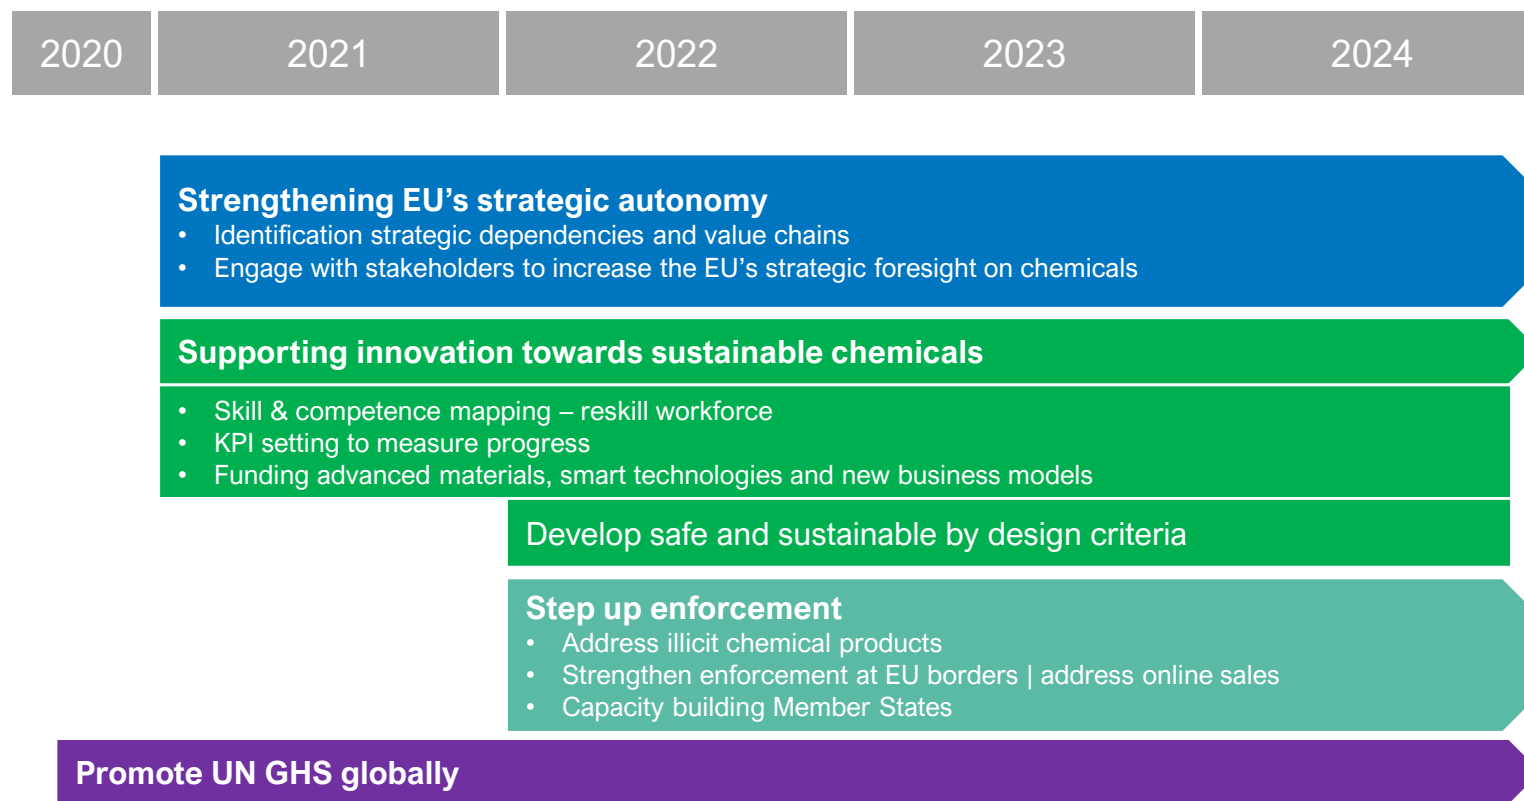 2020 2021 2022 2023 2024
Strengthening EU’s strategic autonomy
• Identification strategic dependencies and value chains
• Engage with stakeholders to increase the EU’s strategic foresight on chemicals
Supporting innovation towards sustainable chemicals
• Skill & competence mapping – reskill workforce
• KPI setting to measure progress
• Funding advanced materials, smart technologies and new business models
Develop safe and sustainable by design criteria
Step up enforcement
• Address illicit chemical products
• Strengthen enforcement at EU borders | address online sales
• Capacity building Member States
Promote UN GHS globally